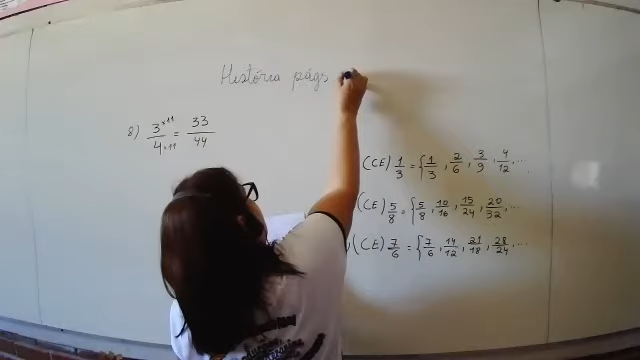 História págs
8) 3×11/4×11 = 33/44
(CE) 1/3 = { 1/3 , 2/6 , 3/9 , 4/12 , ...
(CE) 5/8 = { 5/8 , 10/16 , 15/24 , 20/32 , ...
(CE) 7/6 = { 7/6 , 14/12 , 21/18 , 28/24 , ...